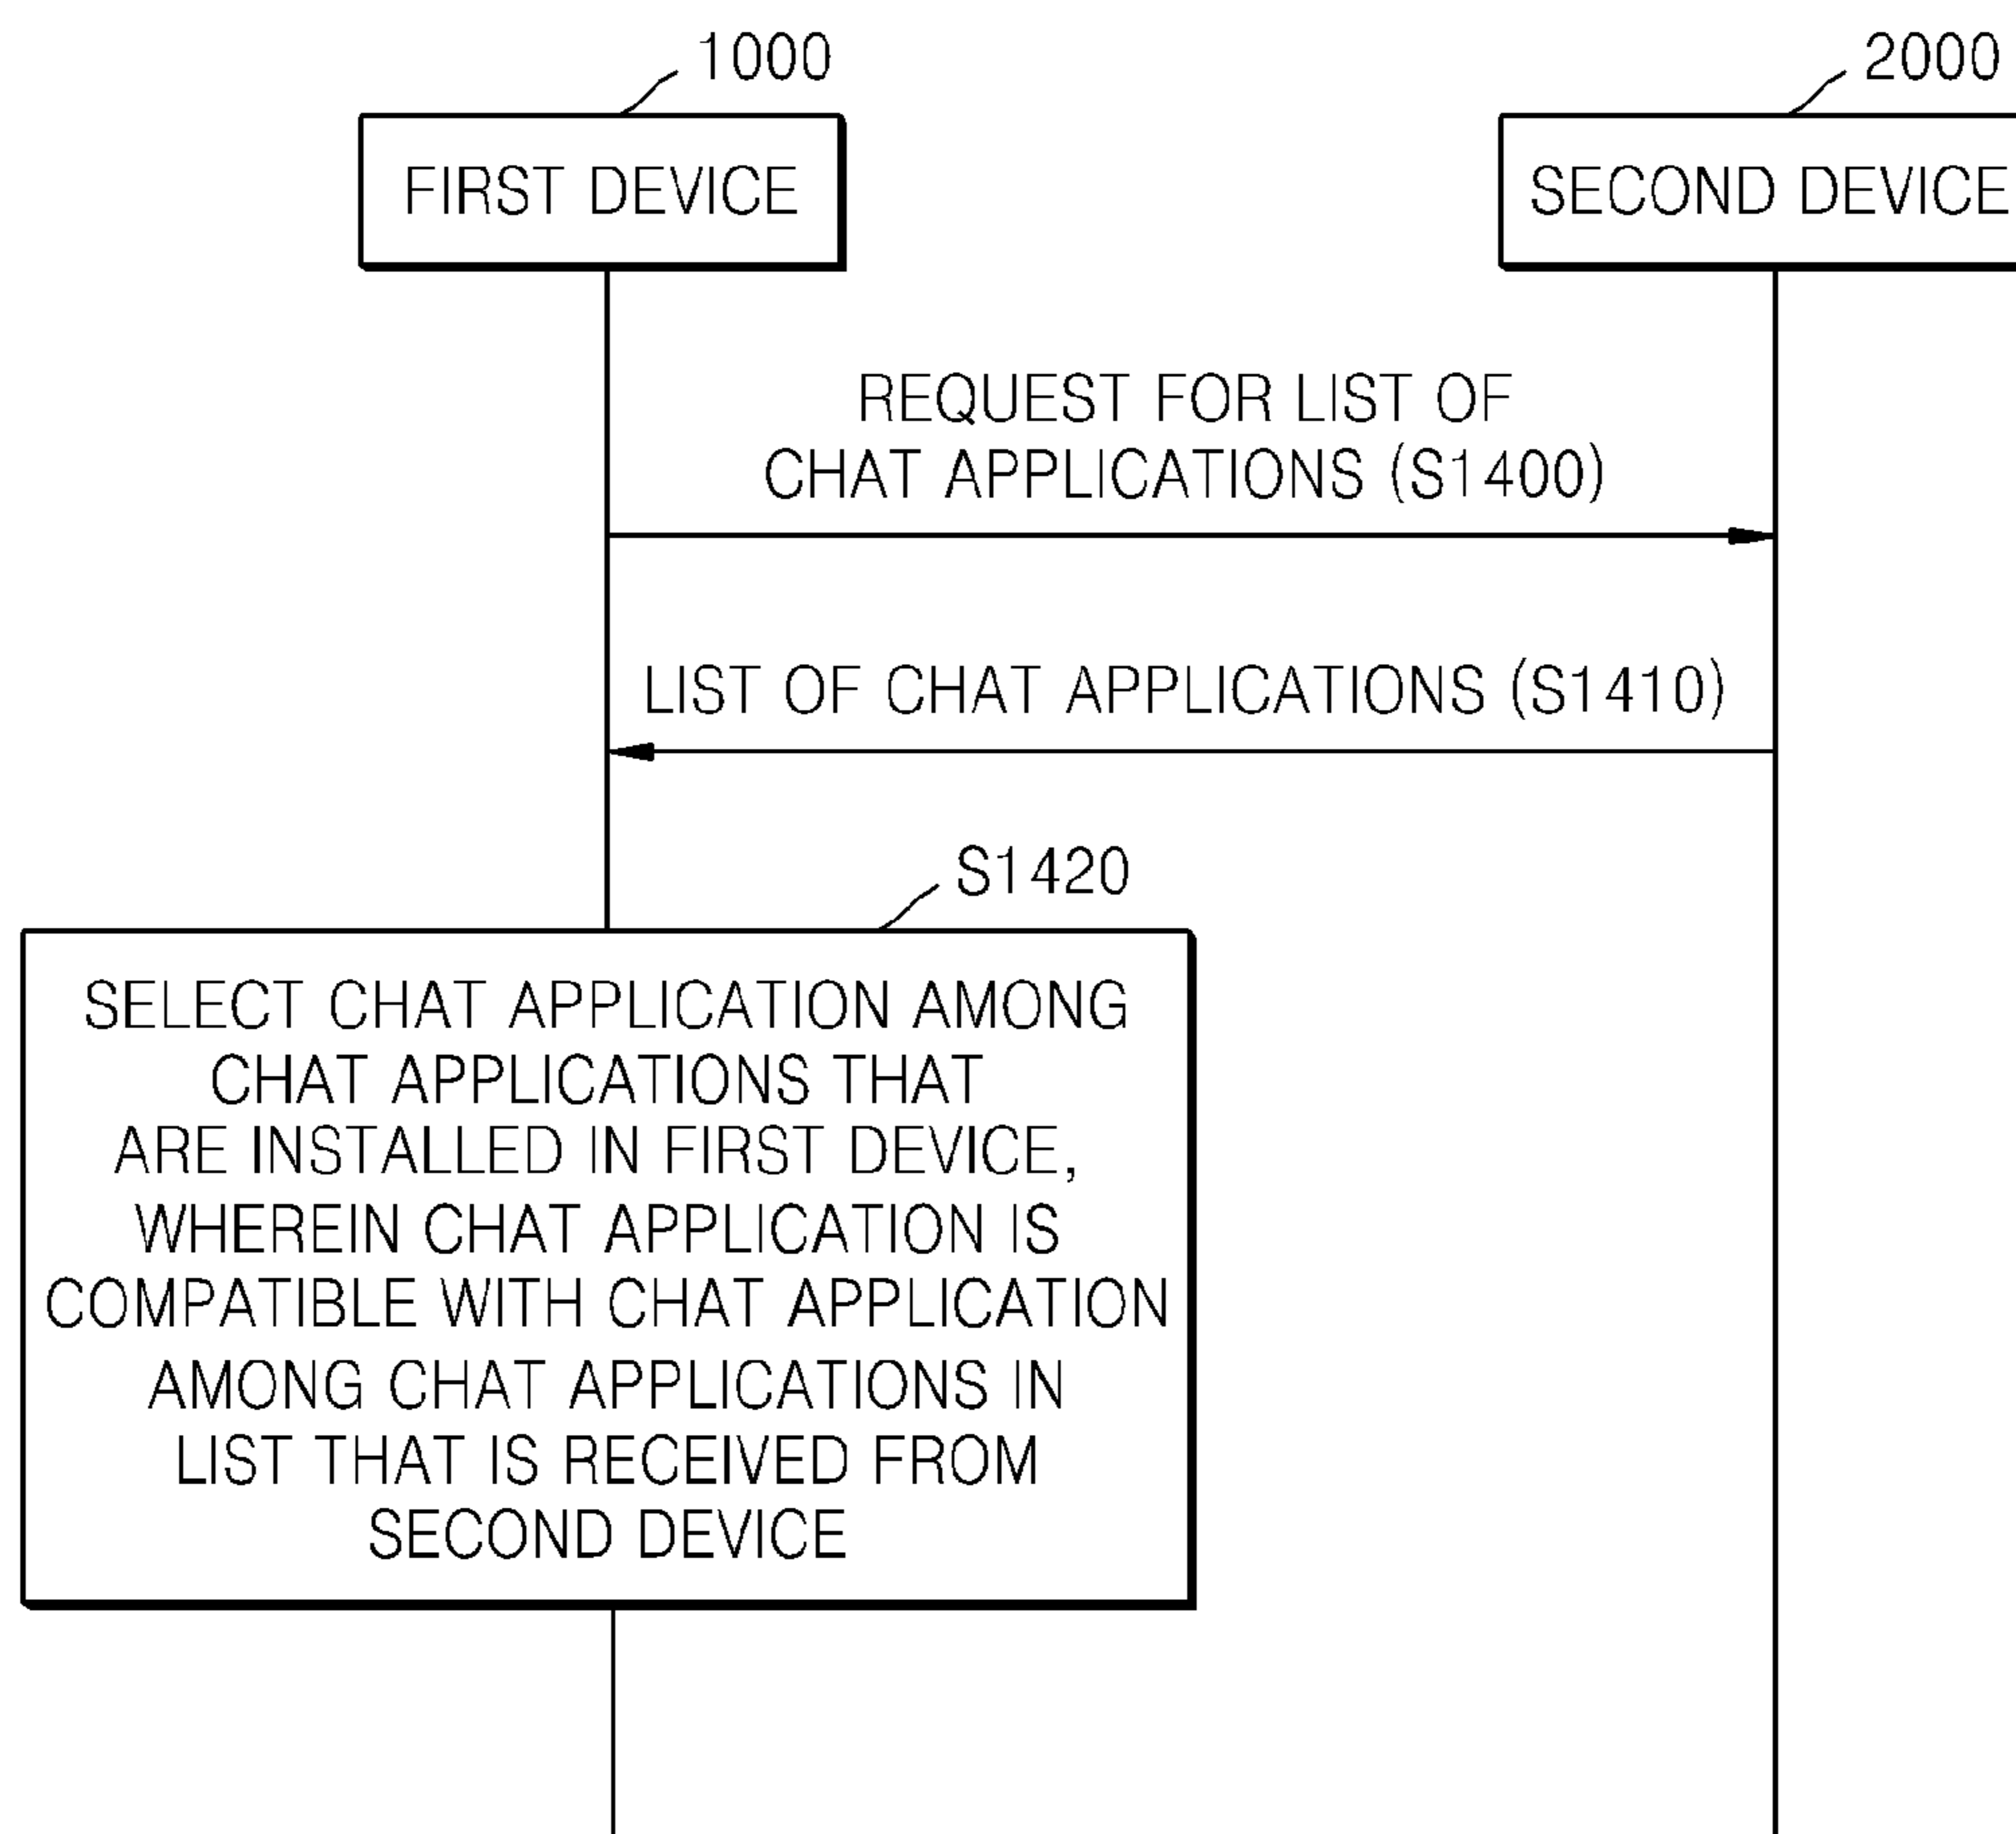 1000
2000
FIRST DEVICE
SECOND DEVICE
REQUEST FOR LIST OF
CHAT APPLICATIONS (S1400)
LIST OF CHAT APPLICATIONS (S1410)
S1420
SELECT CHAT APPLICATION AMONG
CHAT APPLICATIONS THAT
ARE INSTALLED IN FIRST DEVICE,
WHEREIN CHAT APPLICATION IS
COMPATIBLE WITH CHAT APPLICATION
AMONG CHAT APPLICATIONS IN
LIST THAT IS RECEIVED FROM
SECOND DEVICE